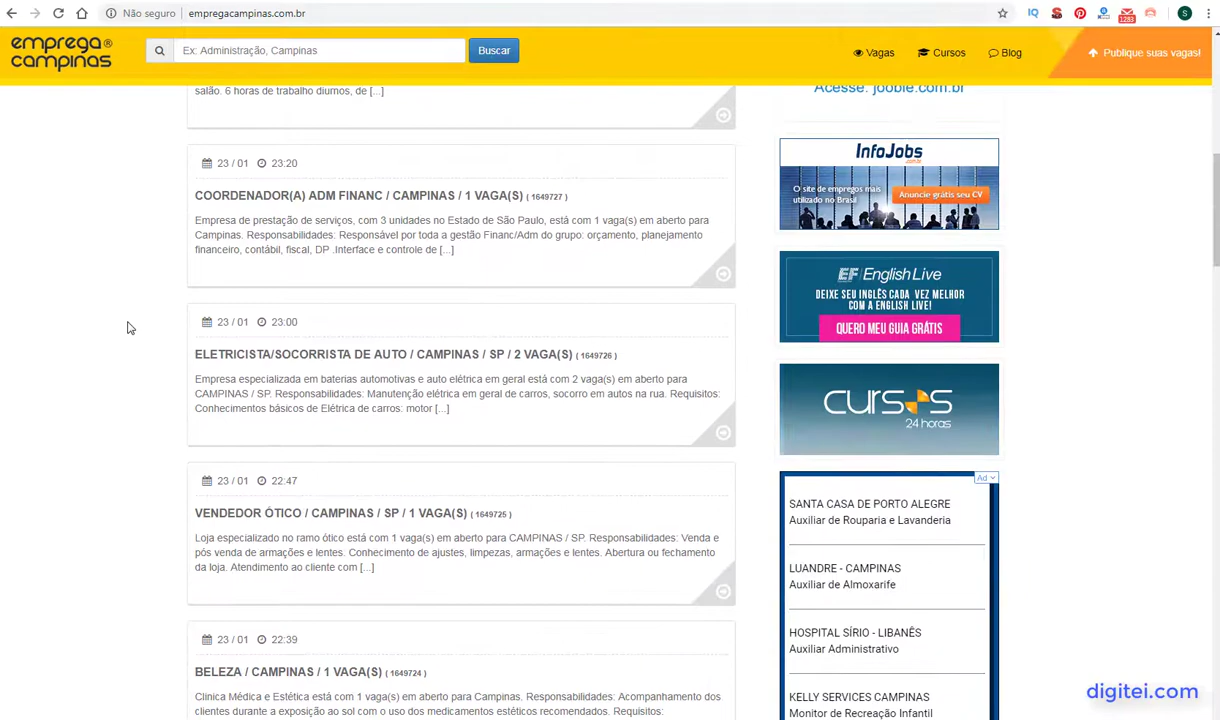 Não seguro
empregacampinas.com.br
1283
S
emprega®
campinas
Ex: Administração, Campinas
Buscar
Vagas
Cursos
Blog
Publique suas vagas!
salão. 6 horas de trabalho diurnos, de [...]
23 / 01 23:20
COORDENADOR(A) ADM FINANC / CAMPINAS / 1 VAGA(S) ( 1649727 )
Empresa de prestação de serviços, com 3 unidades no Estado de São Paulo, está com 1 vaga(s) em aberto para
Campinas. Responsabilidades: Responsável por toda a gestão Financ/Adm do grupo: orçamento, planejamento
financeiro, contábil, fiscal, DP .Interface e controle de [...]
23 / 01 23:00
ELETRICISTA/SOCORRISTA DE AUTO / CAMPINAS / SP / 2 VAGA(S) ( 1649726 )
Empresa especializada em baterias automotivas e auto elétrica em geral está com 2 vaga(s) em aberto para
CAMPINAS / SP. Responsabilidades: Manutenção elétrica em geral de carros, socorro em autos na rua. Requisitos:
Conhecimentos básicos de Elétrica de carros: motor [...]
23 / 01 22:47
VENDEDOR ÓTICO / CAMPINAS / SP / 1 VAGA(S) ( 1649725 )
Loja especializado no ramo ótico está com 1 vaga(s) em aberto para CAMPINAS / SP. Responsabilidades: Venda e
pós venda de armações e lentes. Conhecimento de ajustes, limpezas, armações e lentes. Abertura ou fechamento
da loja. Atendimento ao cliente com [...]
23 / 01 22:39
BELEZA / CAMPINAS / 1 VAGA(S) ( 1649724 )
Clinica Médica e Estética está com 1 vaga(s) em aberto para Campinas. Responsabilidades: Acompanhamento dos
clientes durante a exposição ao sol com o uso dos medicamentos estéticos recomendados. Requisitos:
Acesse: jooble.com.br
InfoJobs
.com.br
O site de empregos mais
utilizado no Brasil
Anuncie grátis seu CV
EF English Live
DEIXE SEU INGLÊS CADA VEZ MELHOR
COM A ENGLISH LIVE!
QUERO MEU GUIA GRÁTIS
cursos
24 horas
Ad
SANTA CASA DE PORTO ALEGRE
Auxiliar de Rouparia e Lavanderia
LUANDRE - CAMPINAS
Auxiliar de Almoxarife
HOSPITAL SÍRIO - LIBANÊS
Auxiliar Administrativo
KELLY SERVICES CAMPINAS
Monitor de Recreação Infantil
digitei.com